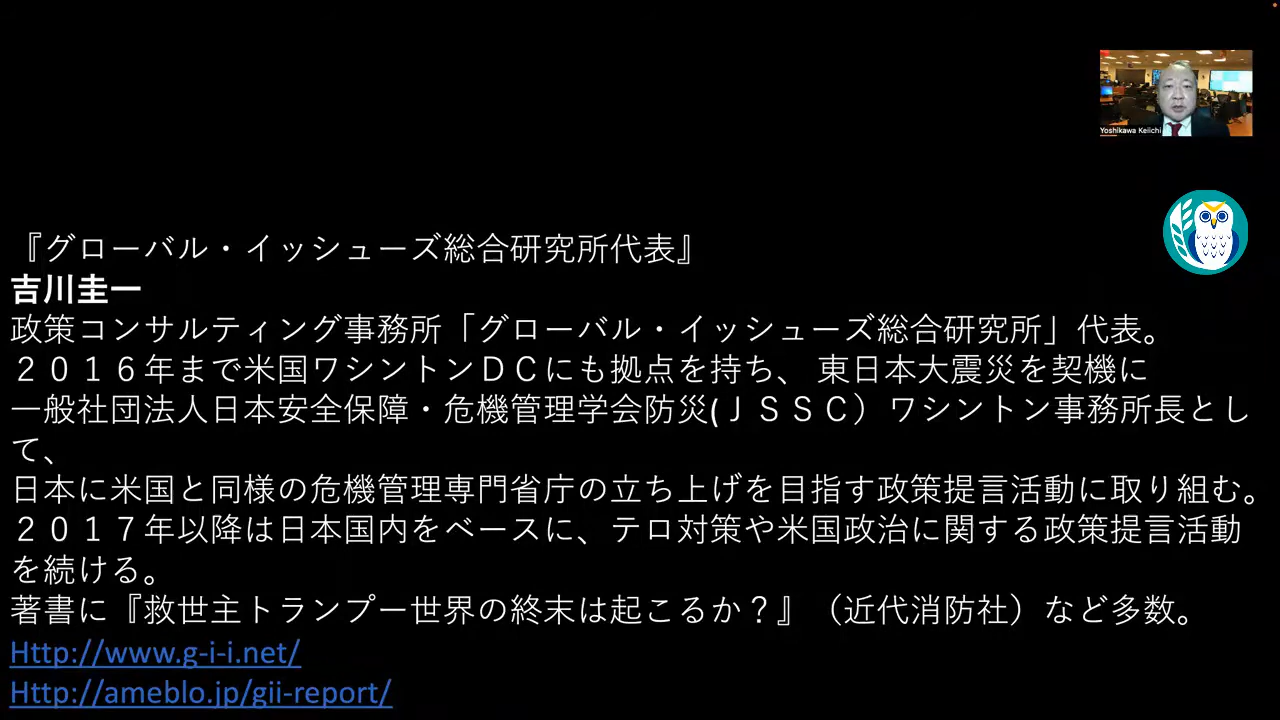 Yoshikawa Keiichi
『グローバル・イッシューズ総合研究所代表』
吉川圭一
政策コンサルティング事務所「グローバル・イッシューズ総合研究所」代表。
２０１６年まで米国ワシントンＤＣにも拠点を持ち、 東日本大震災を契機に
一般社団法人日本安全保障・危機管理学会防災(ＪＳＳＣ）ワシントン事務所長とし
て、
日本に米国と同様の危機管理専門省庁の立ち上げを目指す政策提言活動に取り組む。
２０１７年以降は日本国内をベースに、テロ対策や米国政治に関する政策提言活動
を続ける。
著書に『救世主トランプー世界の終末は起こるか？』（近代消防社）など多数。
Http://www.g-i-i.net/
Http://ameblo.jp/gii-report/